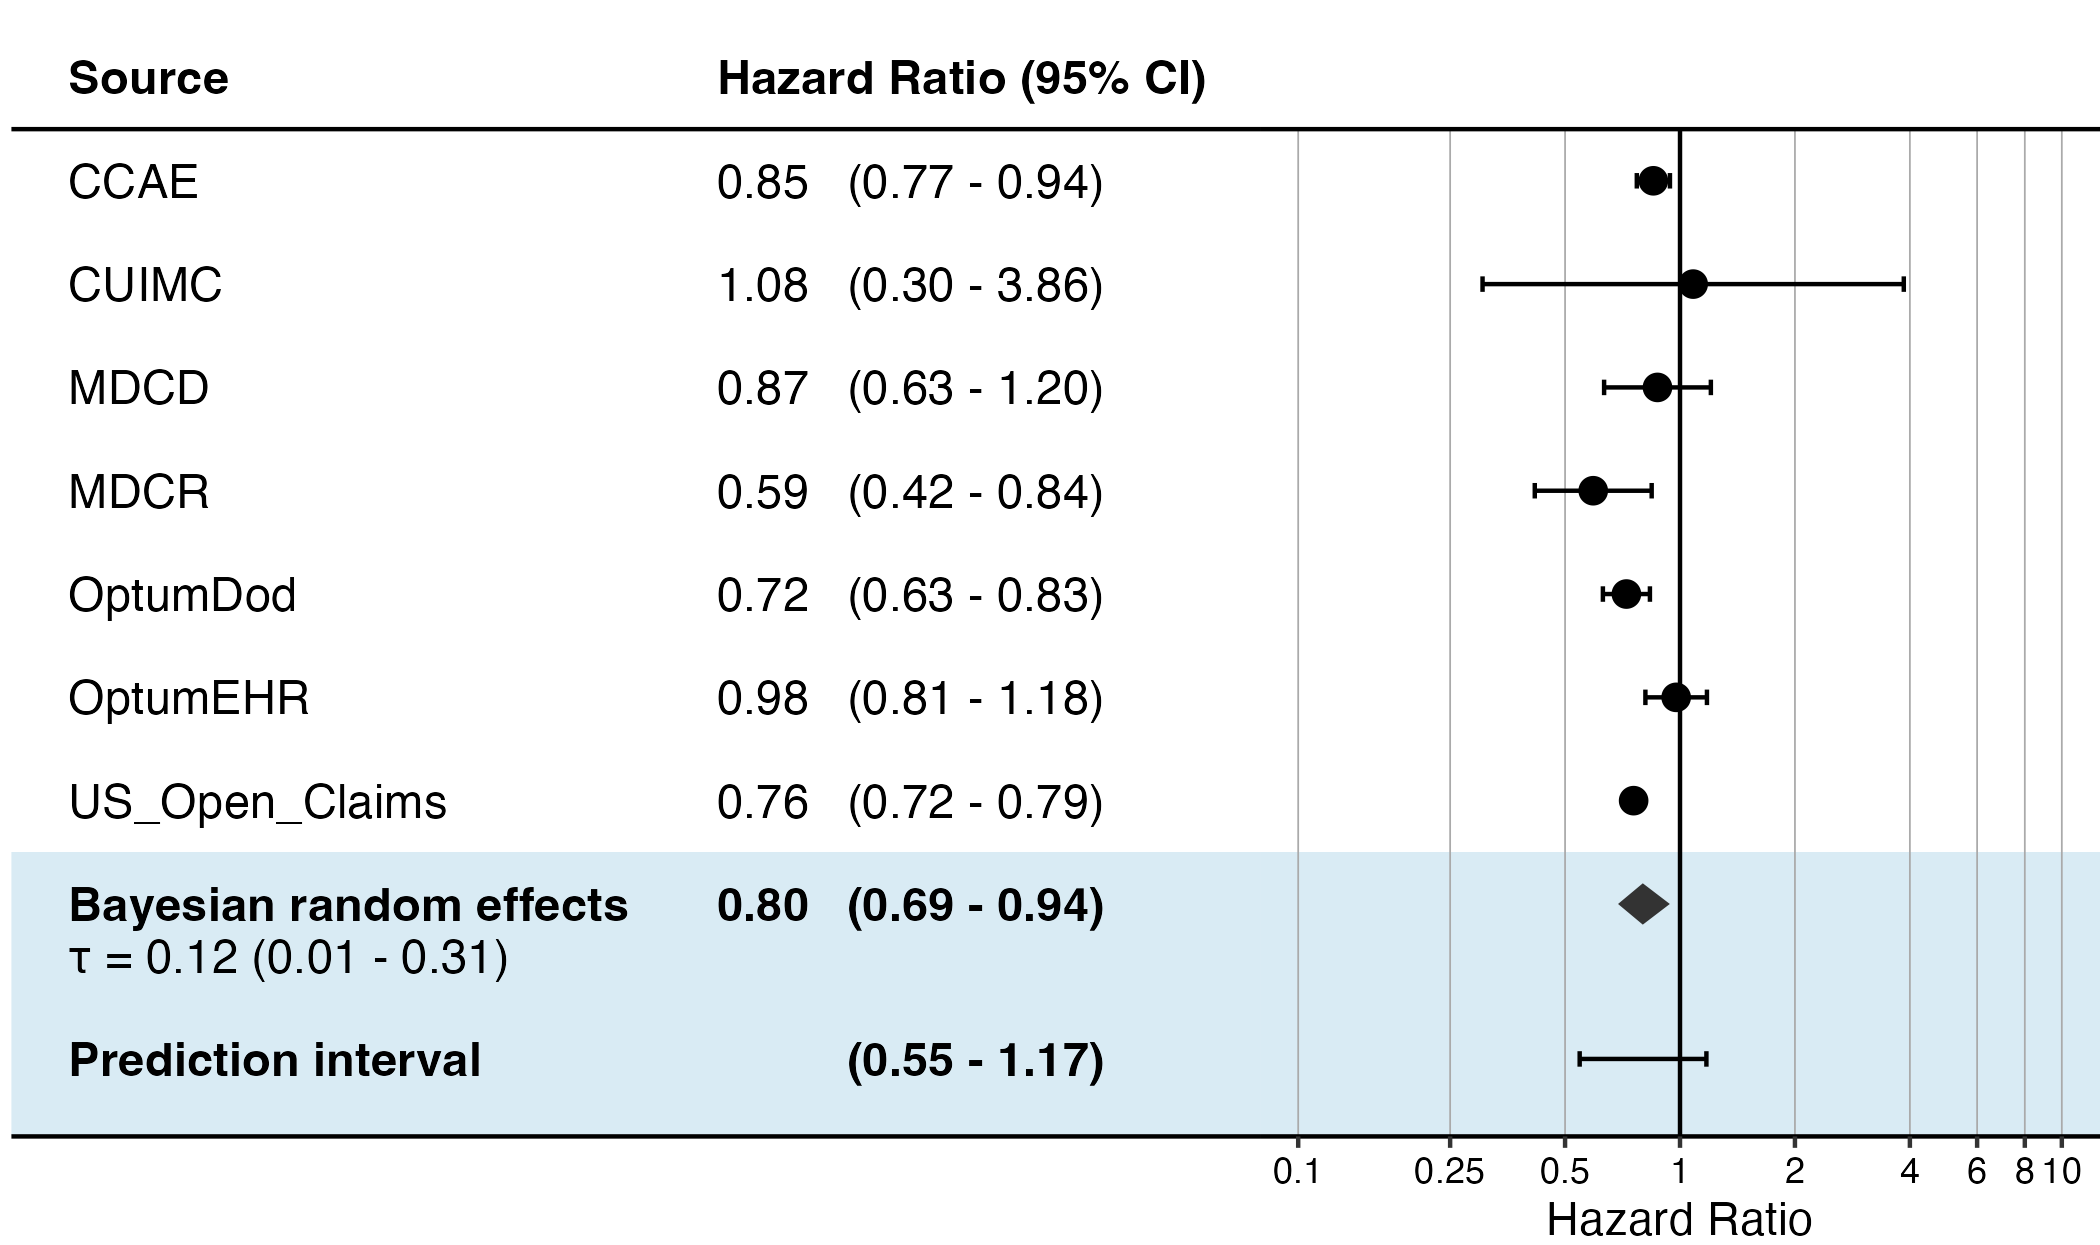 Source Hazard Ratio (95% CI)
CCAE 0.85 (0.77 - 0.94)
CUIMC 1.08 (0.30 - 3.86)
MDCD 0.87 (0.63 - 1.20)
MDCR 0.59 (0.42 - 0.84)
OptumDod 0.72 (0.63 - 0.83)
OptumEHR 0.98 (0.81 - 1.18)
US_Open_Claims 0.76 (0.72 - 0.79)
Bayesian random effects 0.80 (0.69 - 0.94)
τ = 0.12 (0.01 - 0.31)
Prediction interval (0.55 - 1.17)
0.1 0.25 0.5 1 2 4 6 8 10
Hazard Ratio